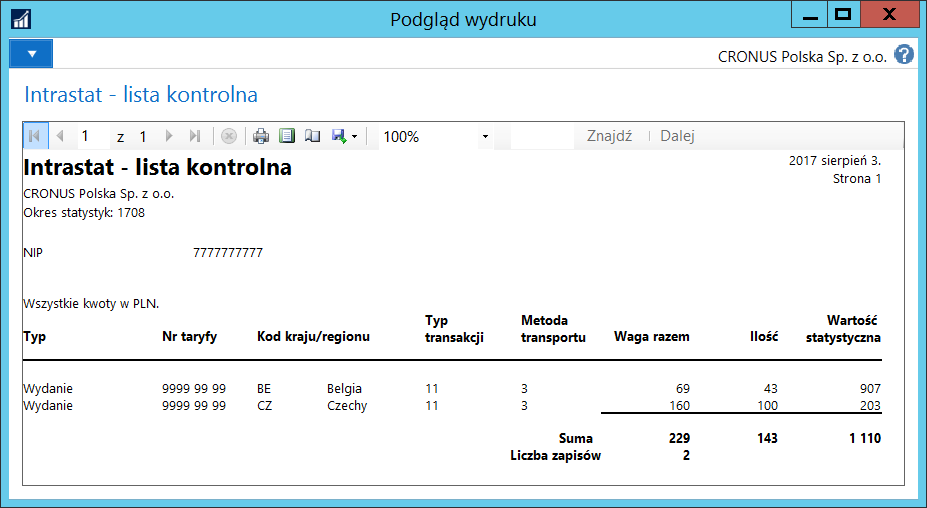 Podgląd wydruku
CRONUS Polska Sp. z o.o.
Intrastat - lista kontrolna
1 z 1 100% Znajdź Dalej
Intrastat - lista kontrolna
2017 sierpień 3.
Strona 1
CRONUS Polska Sp. z o.o.
Okres statystyk: 1708
NIP 7777777777
Wszystkie kwoty w PLN.
Typ Nr taryfy Kod kraju/regionu Typ transakcji Metoda transportu Waga razem Ilość Wartość statystyczna
Wydanie 9999 99 99 BE Belgia 11 3 69 43 907
Wydanie 9999 99 99 CZ Czechy 11 3 160 100 203
Suma 229 143 1 110
Liczba zapisów 2